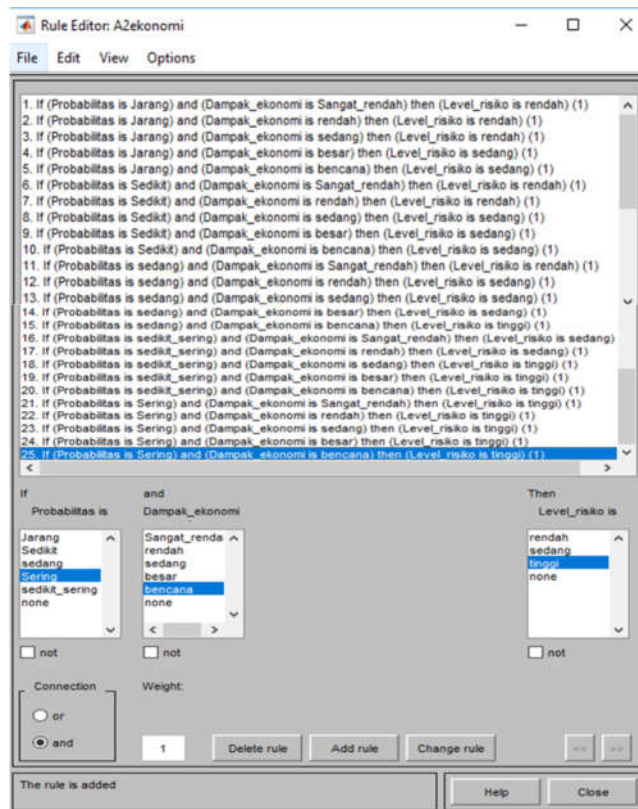 Rule Editor: A2ekonomi
File Edit View Options
1. If (Probabilitas is Jarang) and (Dampak_ekonomi is Sangat_rendah) then (Level_risiko is rendah) (1)
2. If (Probabilitas is Jarang) and (Dampak_ekonomi is rendah) then (Level_risiko is rendah) (1)
3. If (Probabilitas is Jarang) and (Dampak_ekonomi is sedang) then (Level_risiko is rendah) (1)
4. If (Probabilitas is Jarang) and (Dampak_ekonomi is besar) then (Level_risiko is sedang) (1)
5. If (Probabilitas is Jarang) and (Dampak_ekonomi is bencana) then (Level_risiko is sedang) (1)
6. If (Probabilitas is Sedikit) and (Dampak_ekonomi is Sangat_rendah) then (Level_risiko is rendah) (1)
7. If (Probabilitas is Sedikit) and (Dampak_ekonomi is rendah) then (Level_risiko is rendah) (1)
8. If (Probabilitas is Sedikit) and (Dampak_ekonomi is sedang) then (Level_risiko is sedang) (1)
9. If (Probabilitas is Sedikit) and (Dampak_ekonomi is besar) then (Level_risiko is sedang) (1)
10. If (Probabilitas is Sedikit) and (Dampak_ekonomi is bencana) then (Level_risiko is sedang) (1)
11. If (Probabilitas is sedang) and (Dampak_ekonomi is Sangat_rendah) then (Level_risiko is rendah) (1)
12. If (Probabilitas is sedang) and (Dampak_ekonomi is rendah) then (Level_risiko is sedang) (1)
13. If (Probabilitas is sedang) and (Dampak_ekonomi is sedang) then (Level_risiko is sedang) (1)
14. If (Probabilitas is sedang) and (Dampak_ekonomi is besar) then (Level_risiko is sedang) (1)
15. If (Probabilitas is sedang) and (Dampak_ekonomi is bencana) then (Level_risiko is tinggi) (1)
16. If (Probabilitas is sedikit_sering) and (Dampak_ekonomi is Sangat_rendah) then (Level_risiko is sedang)
17. If (Probabilitas is sedikit_sering) and (Dampak_ekonomi is rendah) then (Level_risiko is sedang) (1)
18. If (Probabilitas is sedikit_sering) and (Dampak_ekonomi is sedang) then (Level_risiko is tinggi) (1)
19. If (Probabilitas is sedikit_sering) and (Dampak_ekonomi is besar) then (Level_risiko is tinggi) (1)
20. If (Probabilitas is sedikit_sering) and (Dampak_ekonomi is bencana) then (Level_risiko is tinggi) (1)
21. If (Probabilitas is Sering) and (Dampak_ekonomi is Sangat_rendah) then (Level_risiko is tinggi) (1)
22. If (Probabilitas is Sering) and (Dampak_ekonomi is rendah) then (Level_risiko is tinggi) (1)
23. If (Probabilitas is Sering) and (Dampak_ekonomi is sedang) then (Level_risiko is tinggi) (1)
24. If (Probabilitas is Sering) and (Dampak_ekonomi is besar) then (Level_risiko is tinggi) (1)
25. If (Probabilitas is Sering) and (Dampak_ekonomi is bencana) then (Level_risiko is tinggi) (1)
If and Then
Probabilitas is Dampak_ekonomi Level_risiko is
Jarang
Sedikit
sedang
Sering
sedikit_sering
none
Sangat_renda
rendah
sedang
besar
bencana
none
rendah
sedang
tinggi
none
not not not
Connection Weight:
or
and
1 Delete rule Add rule Change rule << >>
The rule is added Help Close